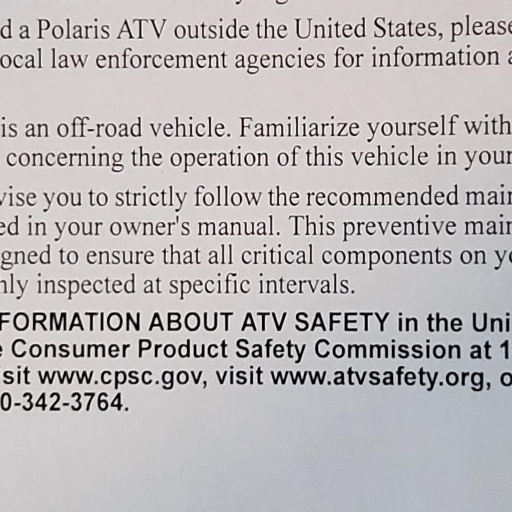 d a Polaris ATV outside the United States, please
ocal law enforcement agencies for information a
is an off-road vehicle. Familiarize yourself with
concerning the operation of this vehicle in your
vise you to strictly follow the recommended main
ed in your owner's manual. This preventive main
gned to ensure that all critical components on yo
hly inspected at specific intervals.
FORMATION ABOUT ATV SAFETY in the Uni
e Consumer Product Safety Commission at 1
sit www.cpsc.gov, visit www.atvsafety.org, o
0-342-3764.